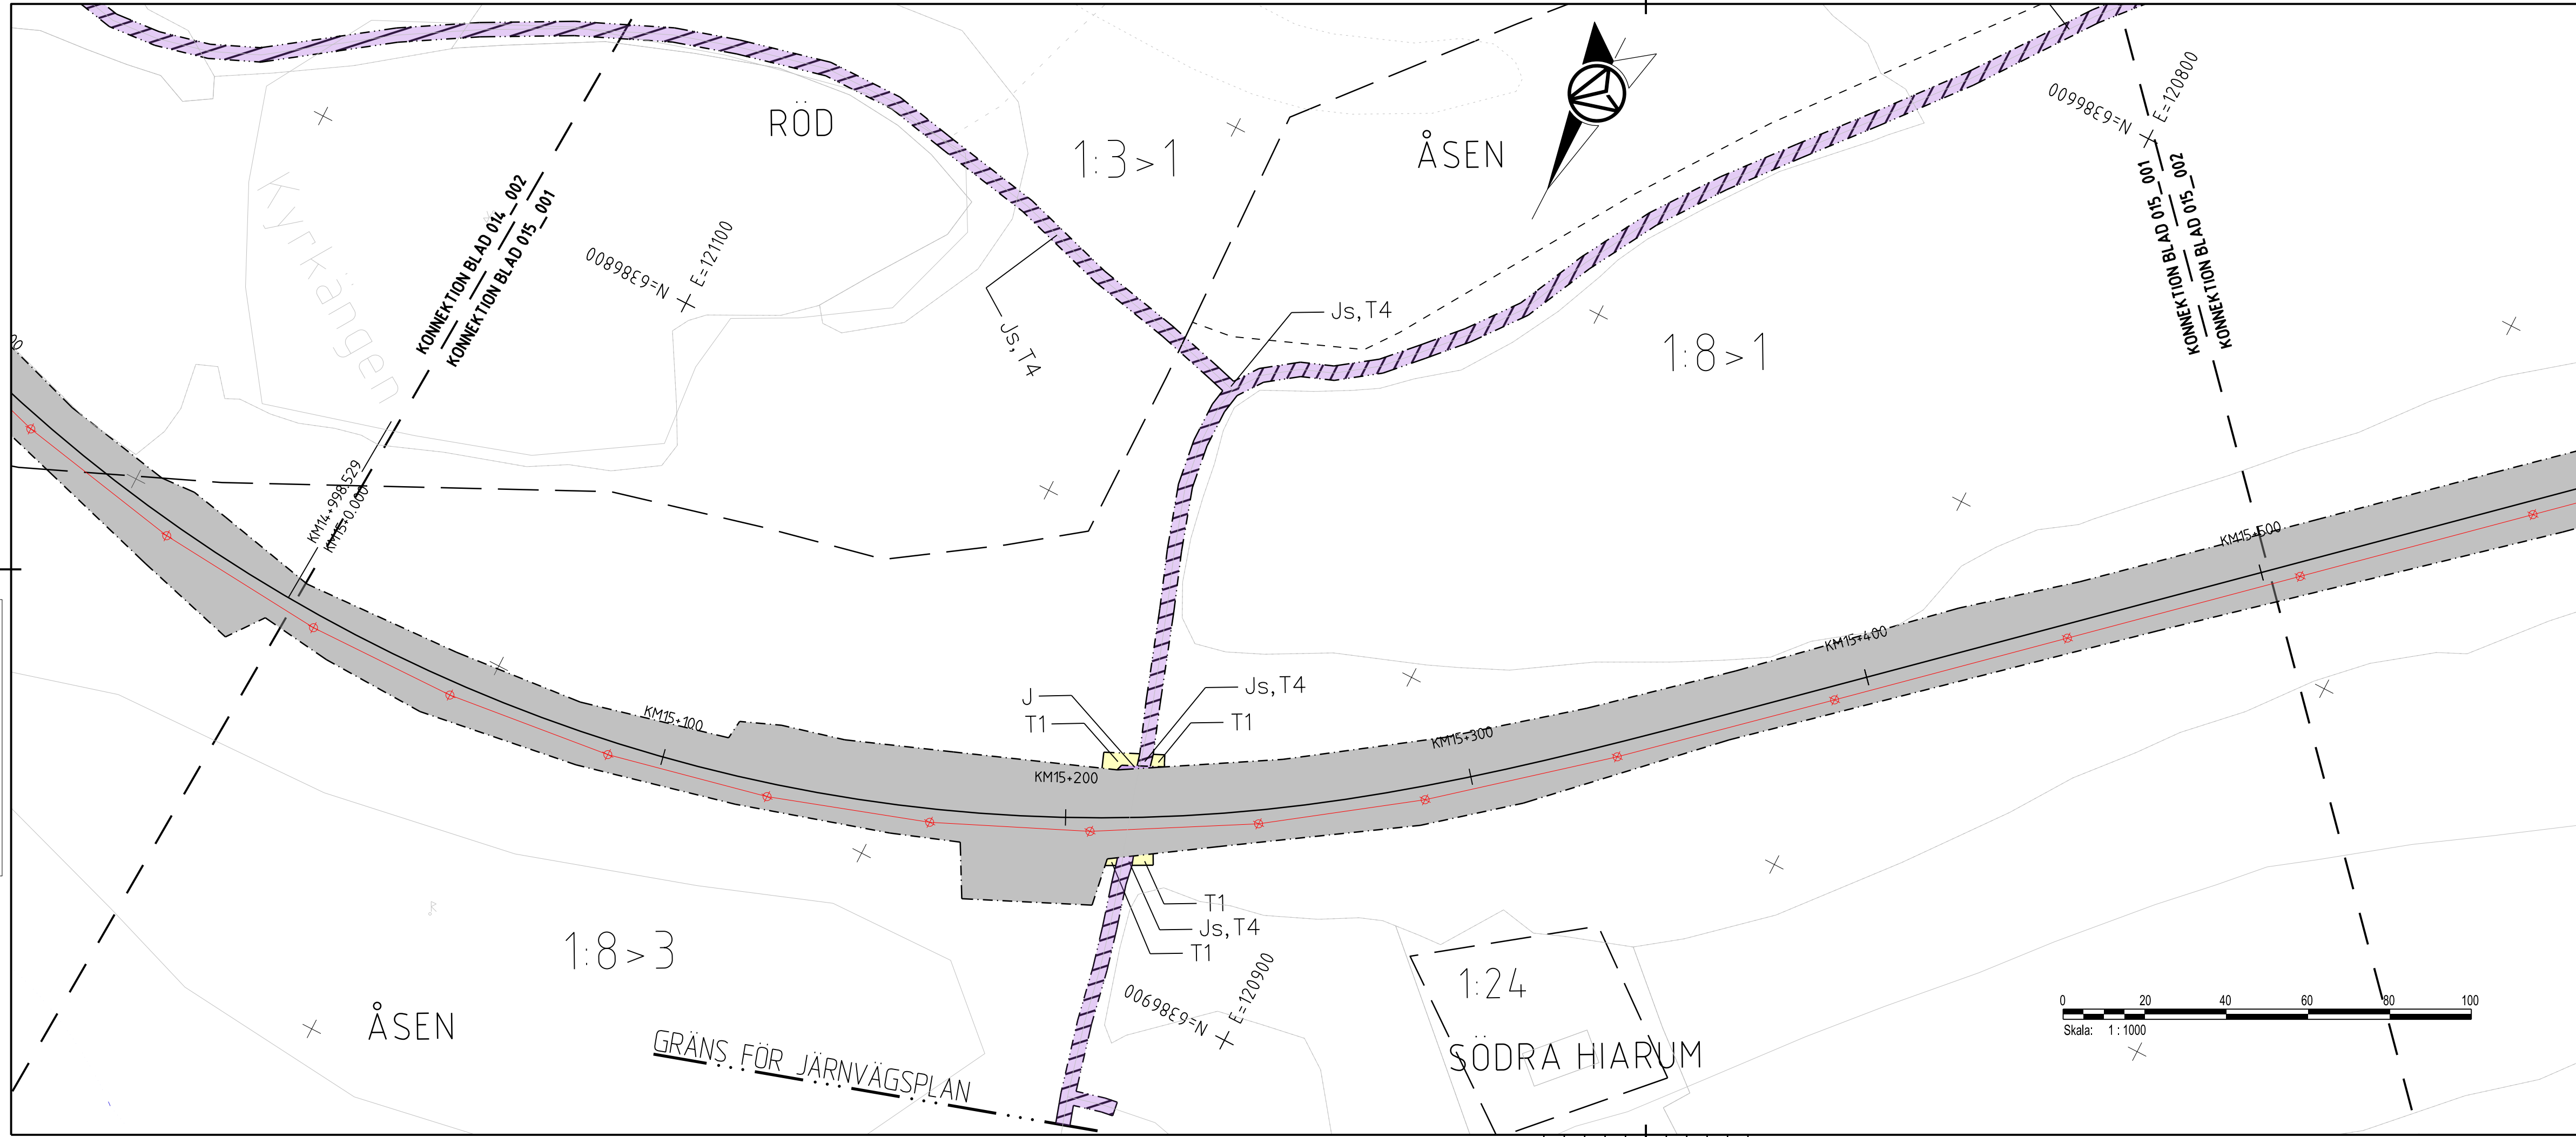 RÖD
1:3>1
ÅSEN
N=6386600
E=120800
KONNEKTION BLAD 014_002
KONNEKTION BLAD 015_001
Kyrkängen
N=6386800
E=121100
KONNEKTION BLAD 015_001
KONNEKTION BLAD 015_002
Js,T4
Js,T4
1:8>1
KM14+998.529
KM15+0.000
KM15+500
KM15+400
J
Js,T4
T1
T1
KM15+100
KM15+300
KM15+200
T1
Js,T4
T1
1:8>3
ÅSEN
N=6386900
E=120900
1:24
SÖDRA HIARUM
GRÄNS FÖR JÄRNVÄGSPLAN
0 20 40 60 80 100
Skala: 1:1000